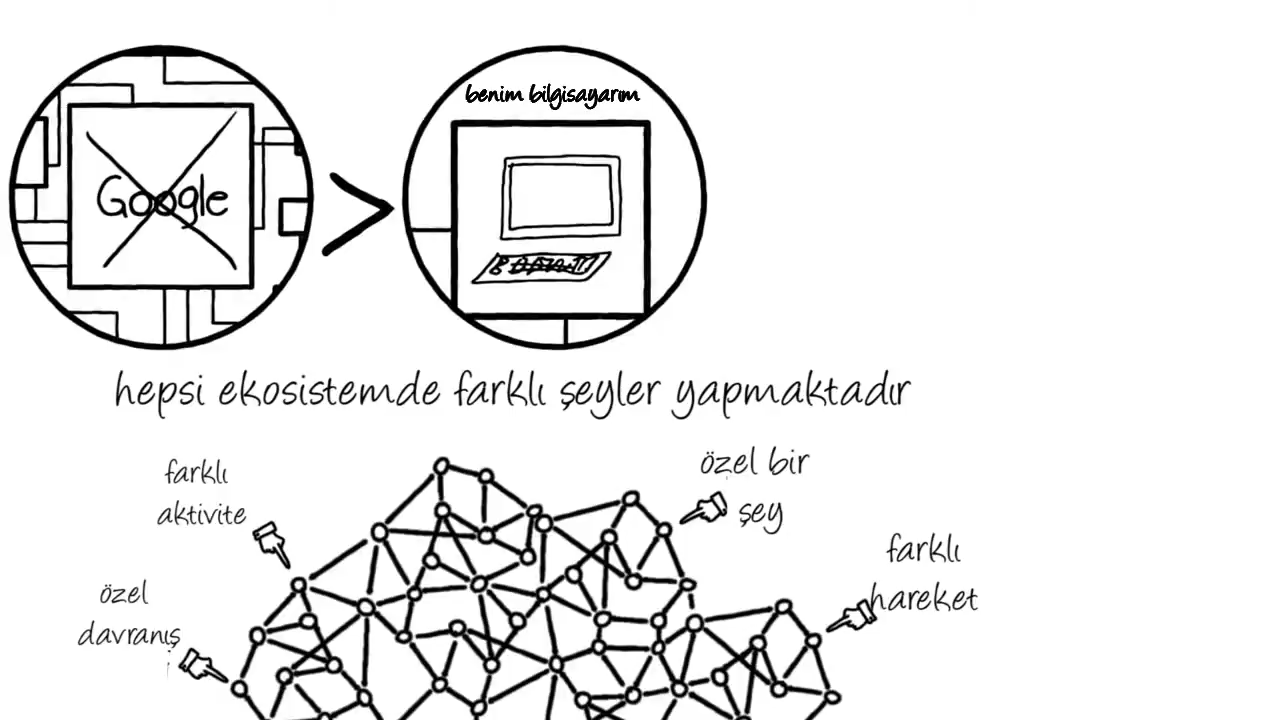 benim bilgisayarım
Google
hepsi ekosistemde farklı şeyler yapmaktadır
farklı
aktivite
özel bir
şey
farklı
hareket
özel
davranış